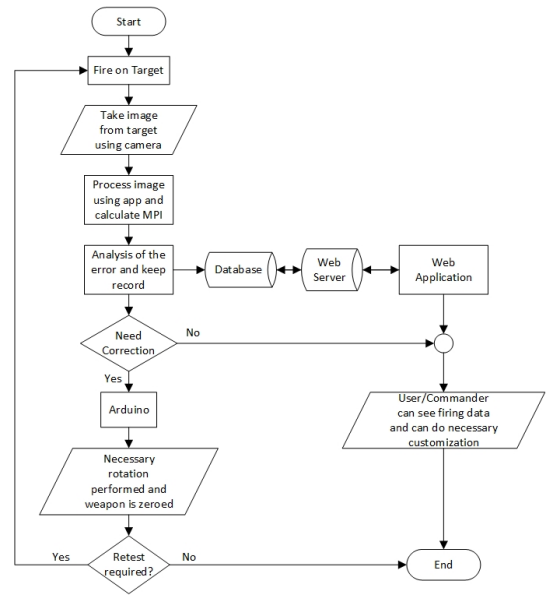 Start
Fire on Target
Take image
from target
using camera
Process image
using app and
calculate MPI
Analysis of the
error and keep
record
Database
Web
Server
Web
Application
Need
Correction
No
Yes
Arduino
User/Commander
can see firing data
and can do necessary
customization
Necessary
rotation
performed and
weapon is zeroed
Yes
Retest
required?
No
End